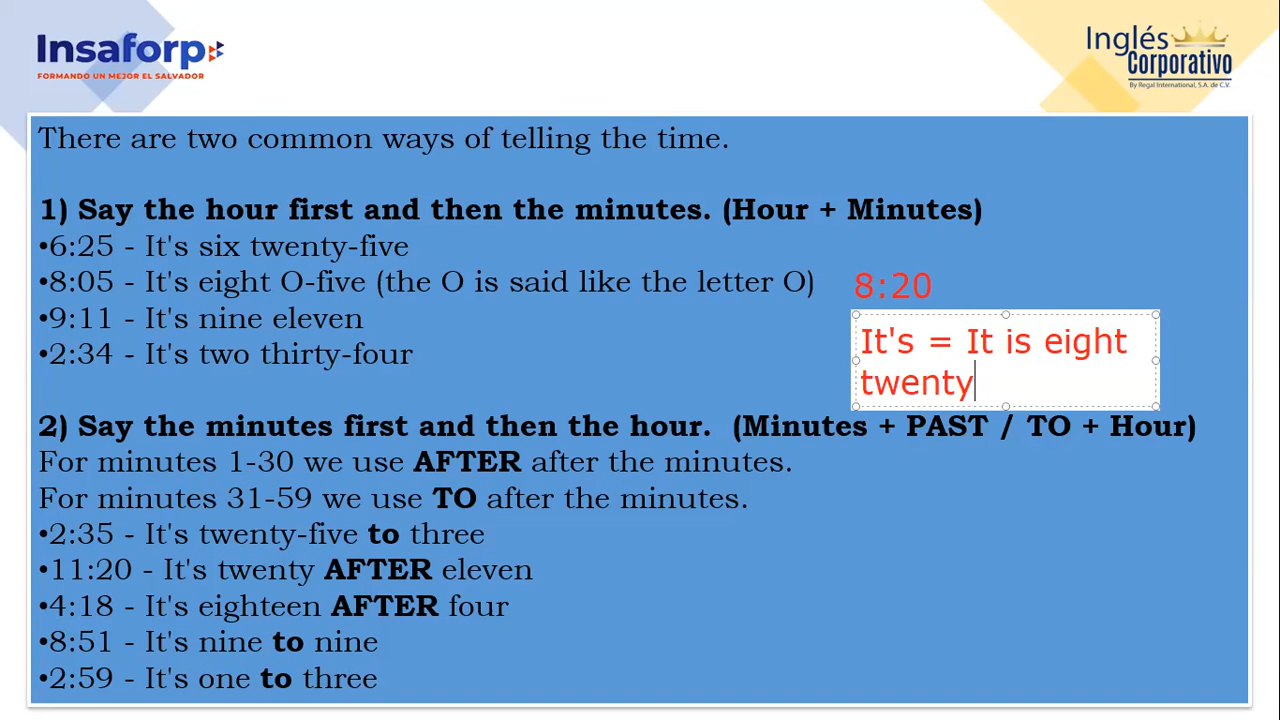 Insaforp
FORMANDO UN MEJOR EL SALVADOR
Inglés
Corporativo
By Regal International, S.A. de C.V.
There are two common ways of telling the time.
1) Say the hour first and then the minutes. (Hour + Minutes)
•6:25 - It's six twenty-five
•8:05 - It's eight O-five (the O is said like the letter O)
8:20
•9:11 - It's nine eleven
It's = It is eight
•2:34 - It's two thirty-four
twenty
2) Say the minutes first and then the hour.  (Minutes + PAST / TO + Hour)
For minutes 1-30 we use AFTER after the minutes.
For minutes 31-59 we use TO after the minutes.
•2:35 - It's twenty-five to three
•11:20 - It's twenty AFTER eleven
•4:18 - It's eighteen AFTER four
•8:51 - It's nine to nine
•2:59 - It's one to three